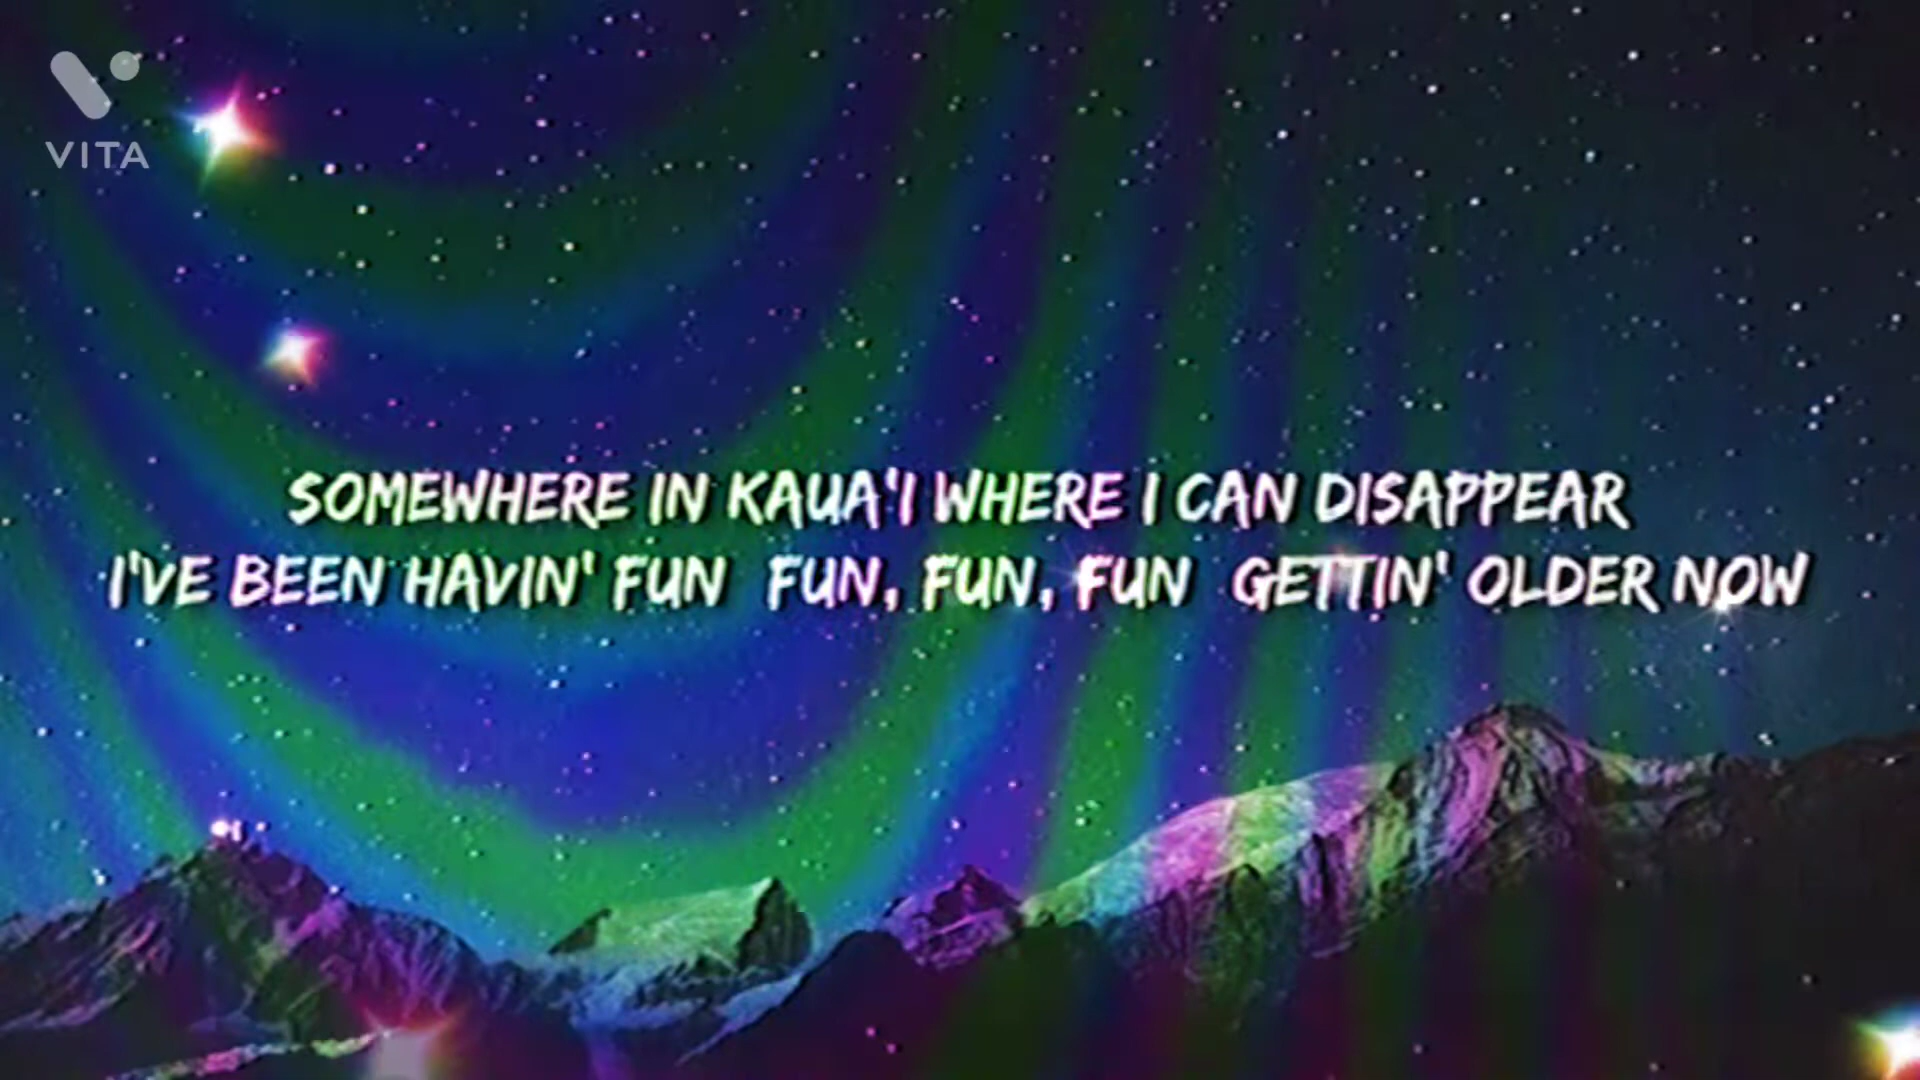 VITA
SOMEWHERE IN KAUA'I WHERE I CAN DISAPPEAR
I'VE BEEN HAVIN' FUN FUN, FUN, FUN GETTIN' OLDER NOW